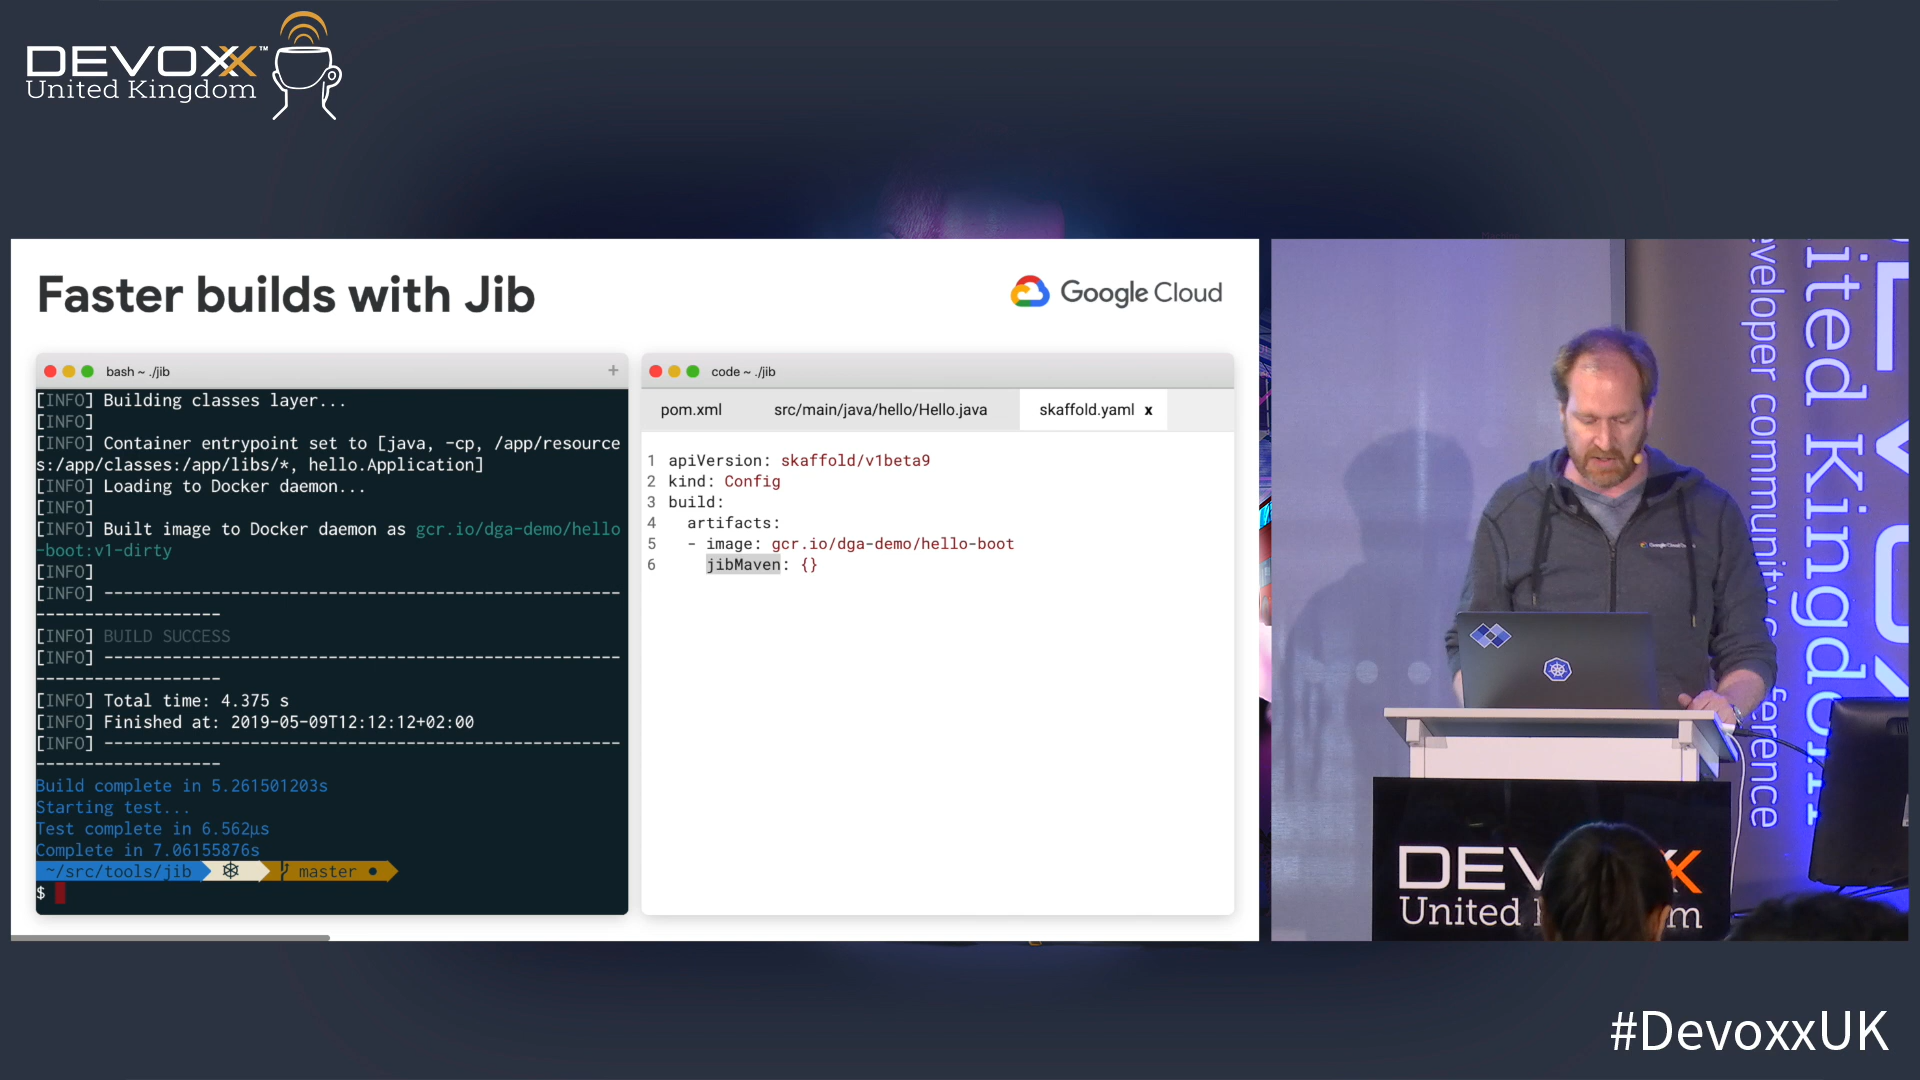 DEVOXX™
United Kingdom
Faster builds with Jib
Google Cloud
bash ~ ./jib
+
[INFO] Building classes layer...
[INFO]
[INFO] Container entrypoint set to [java, -cp, /app/resource
s:/app/classes:/app/libs/*, hello.Application]
[INFO] Loading to Docker daemon...
[INFO]
[INFO] Built image to Docker daemon as gcr.io/dga-demo/hello
-boot:v1-dirty
[INFO]
[INFO] -----------------------------------------------------
-------------------
[INFO] BUILD SUCCESS
[INFO] -----------------------------------------------------
-------------------
[INFO] Total time: 4.375 s
[INFO] Finished at: 2019-05-09T12:12:12+02:00
[INFO] -----------------------------------------------------
-------------------
Build complete in 5.261501203s
Starting test...
Test complete in 6.562µs
Complete in 7.06155876s
~/src/tools/jib master ●
$
code ~ ./jib
pom.xml src/main/java/hello/Hello.java skaffold.yaml x
1 apiVersion: skaffold/v1beta9
2 kind: Config
3 build:
4 artifacts:
5 - image: gcr.io/dga-demo/hello-boot
6 jibMaven: {}
DEV X
United m
#DevoxxUK